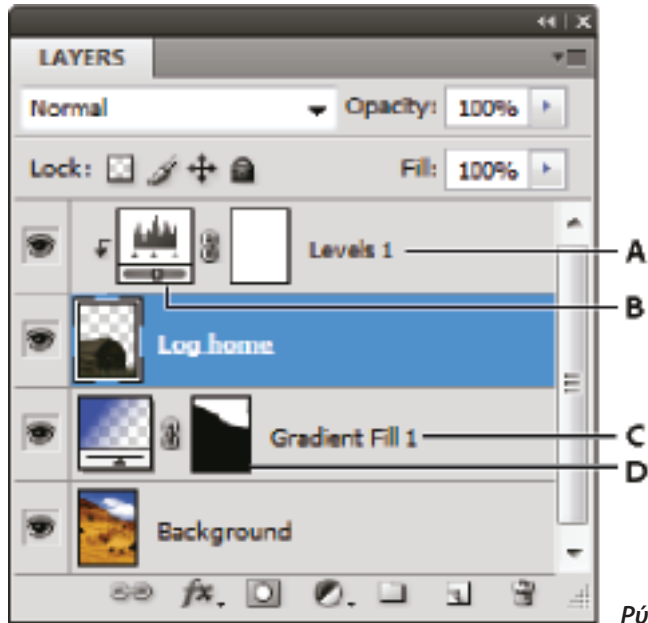 LAYERS
Normal Opacity: 100%
Lock: Fill: 100%
Levels 1 A
B
Log home
Gradient Fill 1 C
D
Background
fx.
Pú